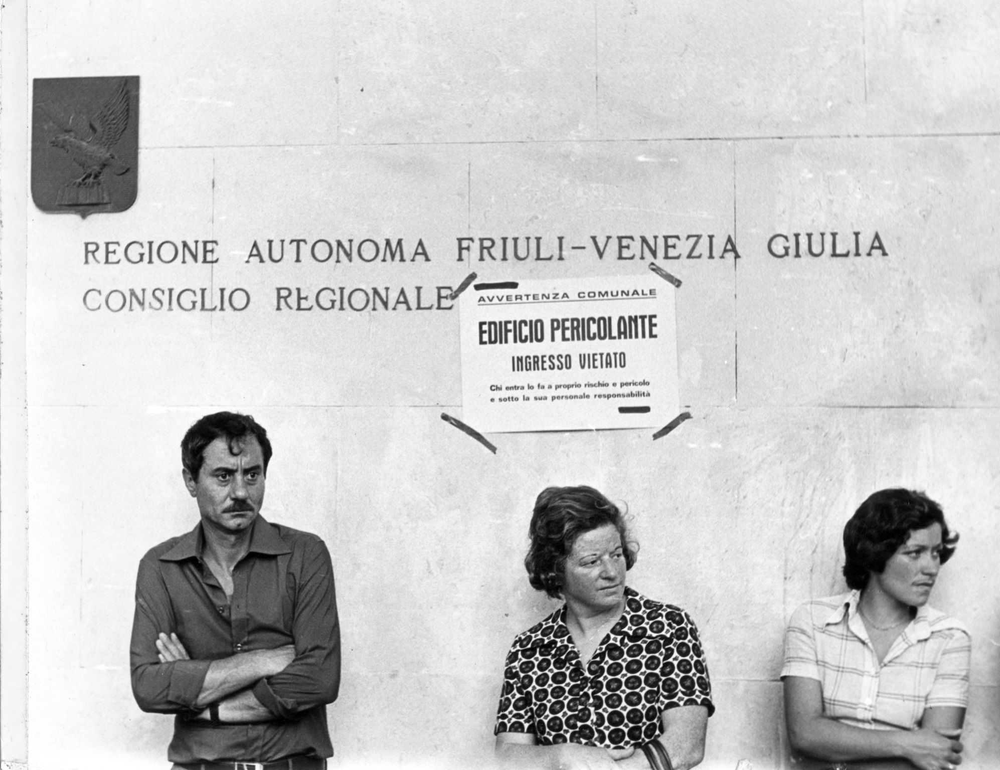 REGIONE AUTONOMA FRIULI-VENEZIA GIULIA
CONSIGLIO REGIONALE
AVVERTENZA COMUNALE
EDIFICIO PERICOLANTE
INGRESSO VIETATO
Chi entra lo fa a proprio rischio e pericolo
e sotto la sua personale responsabilità